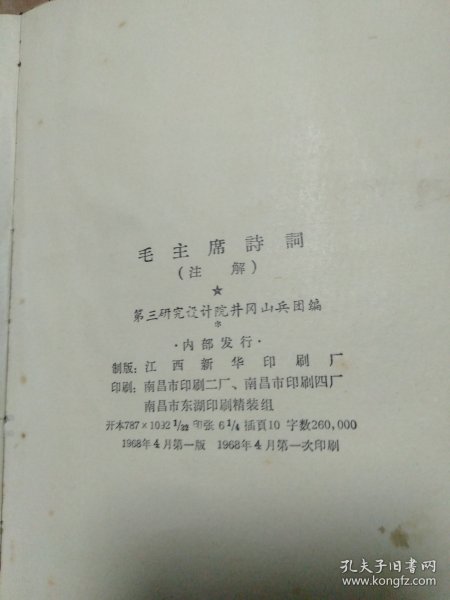 毛主席詩詞
(注解)
★
第三研究设计院井冈山兵团编
*
·内部发行·
制版：江西新华印刷厂
印刷：南昌市印刷二厂、南昌市印刷四厂
南昌市东湖印刷精装组
开本787×1092 1/32 印张 6 1/4 插頁10 字数260,000
1968年4月第一版 1968年4月第一次印刷
孔夫子旧书网
www.kongfz.com